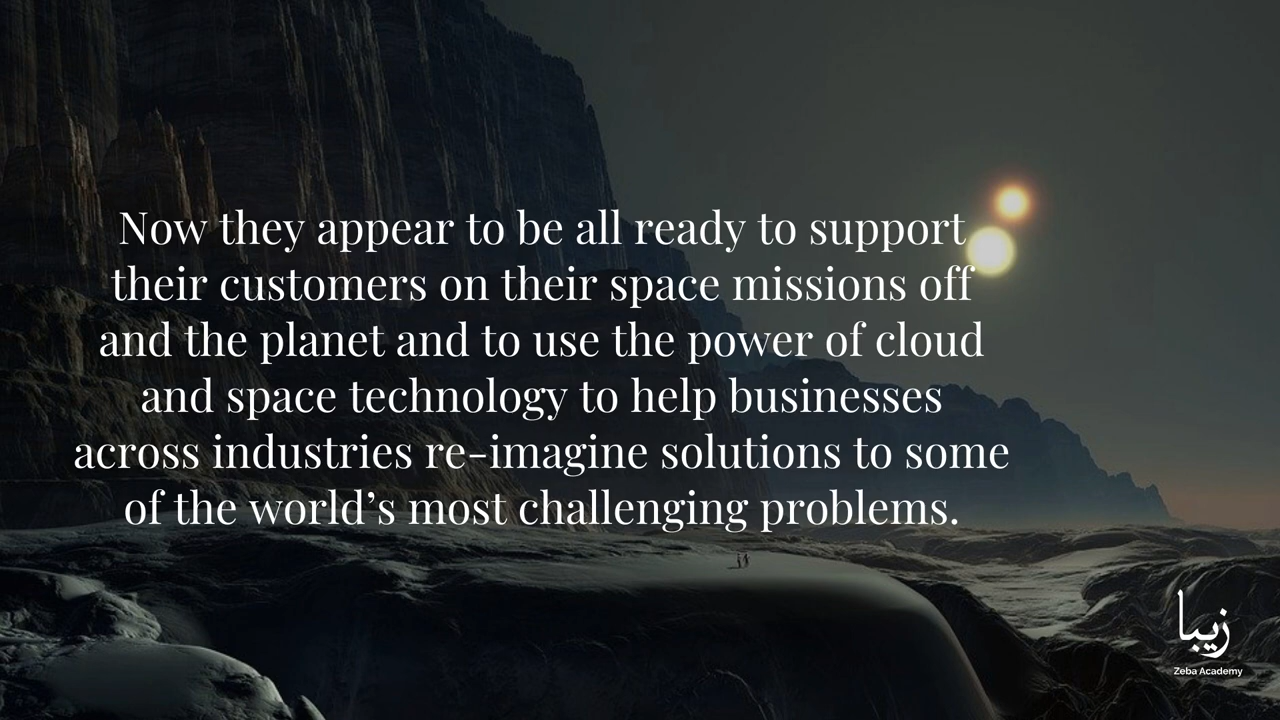 Now they appear to be all ready to support
their customers on their space missions off
and the planet and to use the power of cloud
and space technology to help businesses
across industries re-imagine solutions to some
of the world’s most challenging problems.
زیبا
Zeba Academy